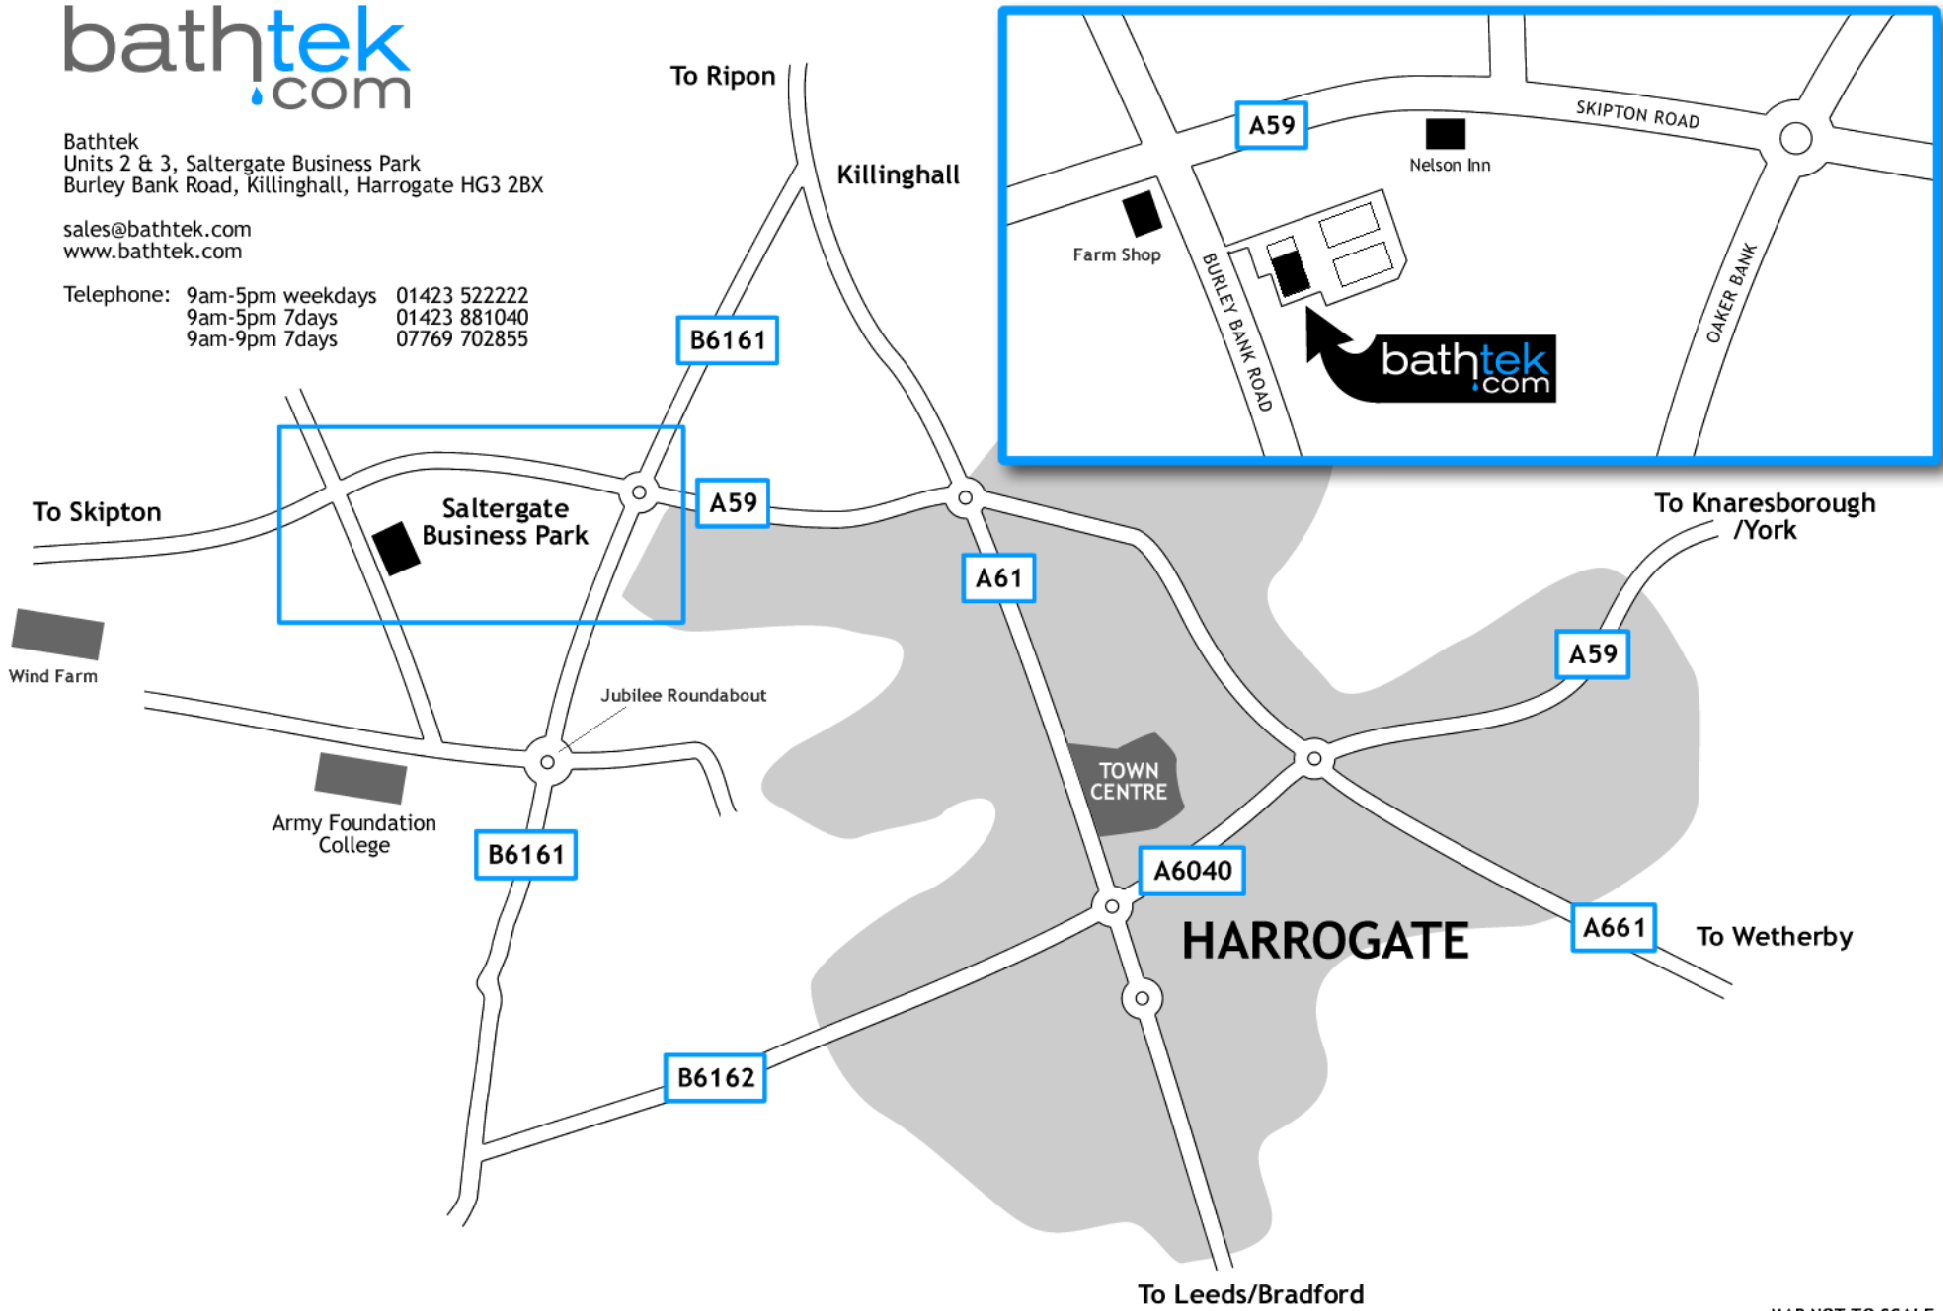 bathtek
.com
Bathtek
Units 2 & 3, Saltergate Business Park
Burley Bank Road, Killinghall, Harrogate HG3 2BX
sales@bathtek.com
www.bathtek.com
Telephone: 9am-5pm weekdays 01423 522222
9am-5pm 7days 01423 881040
9am-9pm 7days 07769 702855
To Ripon
Killinghall
B6161
A59
SKIPTON ROAD
Nelson Inn
Farm Shop
BURLEY BANK ROAD
OAKER BANK
bathtek
.com
To Skipton
Saltergate
Business Park
A59
A61
To Knaresborough
/York
A59
Wind Farm
Jubilee Roundabout
TOWN
CENTRE
Army Foundation
College
B6161
A6040
HARROGATE
A661
To Wetherby
B6162
To Leeds/Bradford
MAP NOT TO SCALE